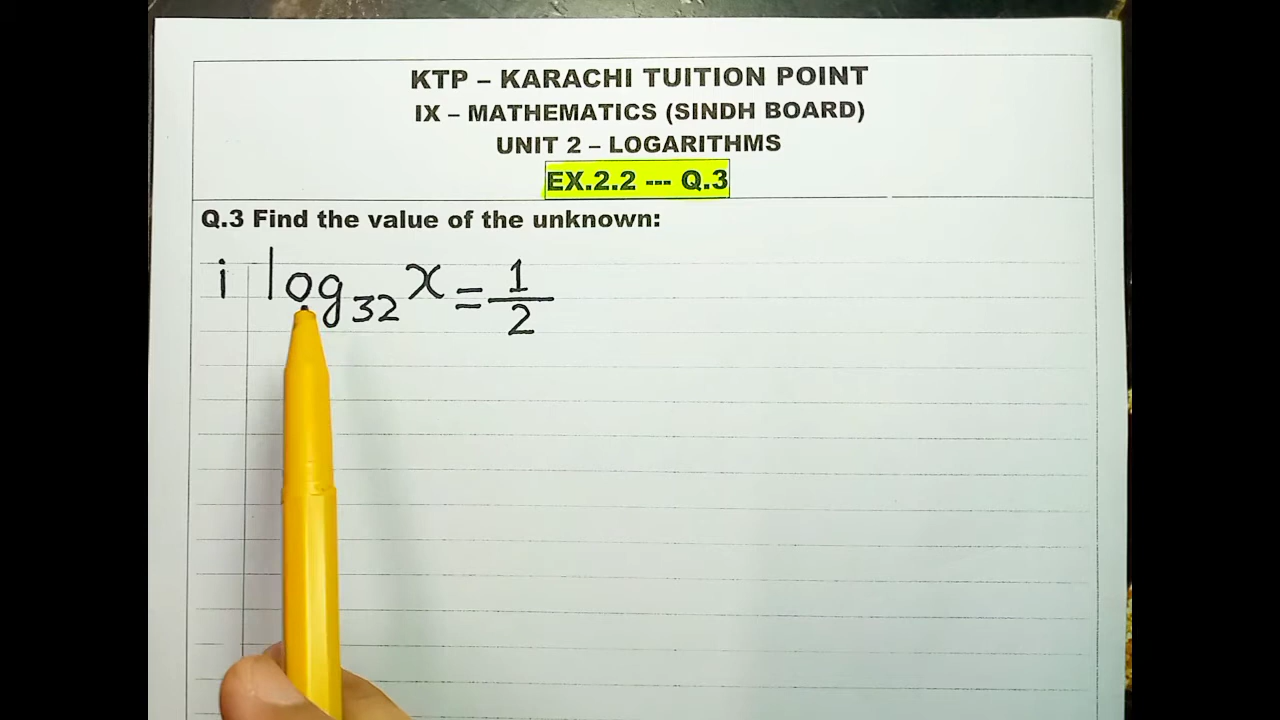 KTP – KARACHI TUITION POINT
IX – MATHEMATICS (SINDH BOARD)
UNIT 2 – LOGARITHMS
EX.2.2 --- Q.3
Q.3 Find the value of the unknown:
i log₃₂ x = 1/2